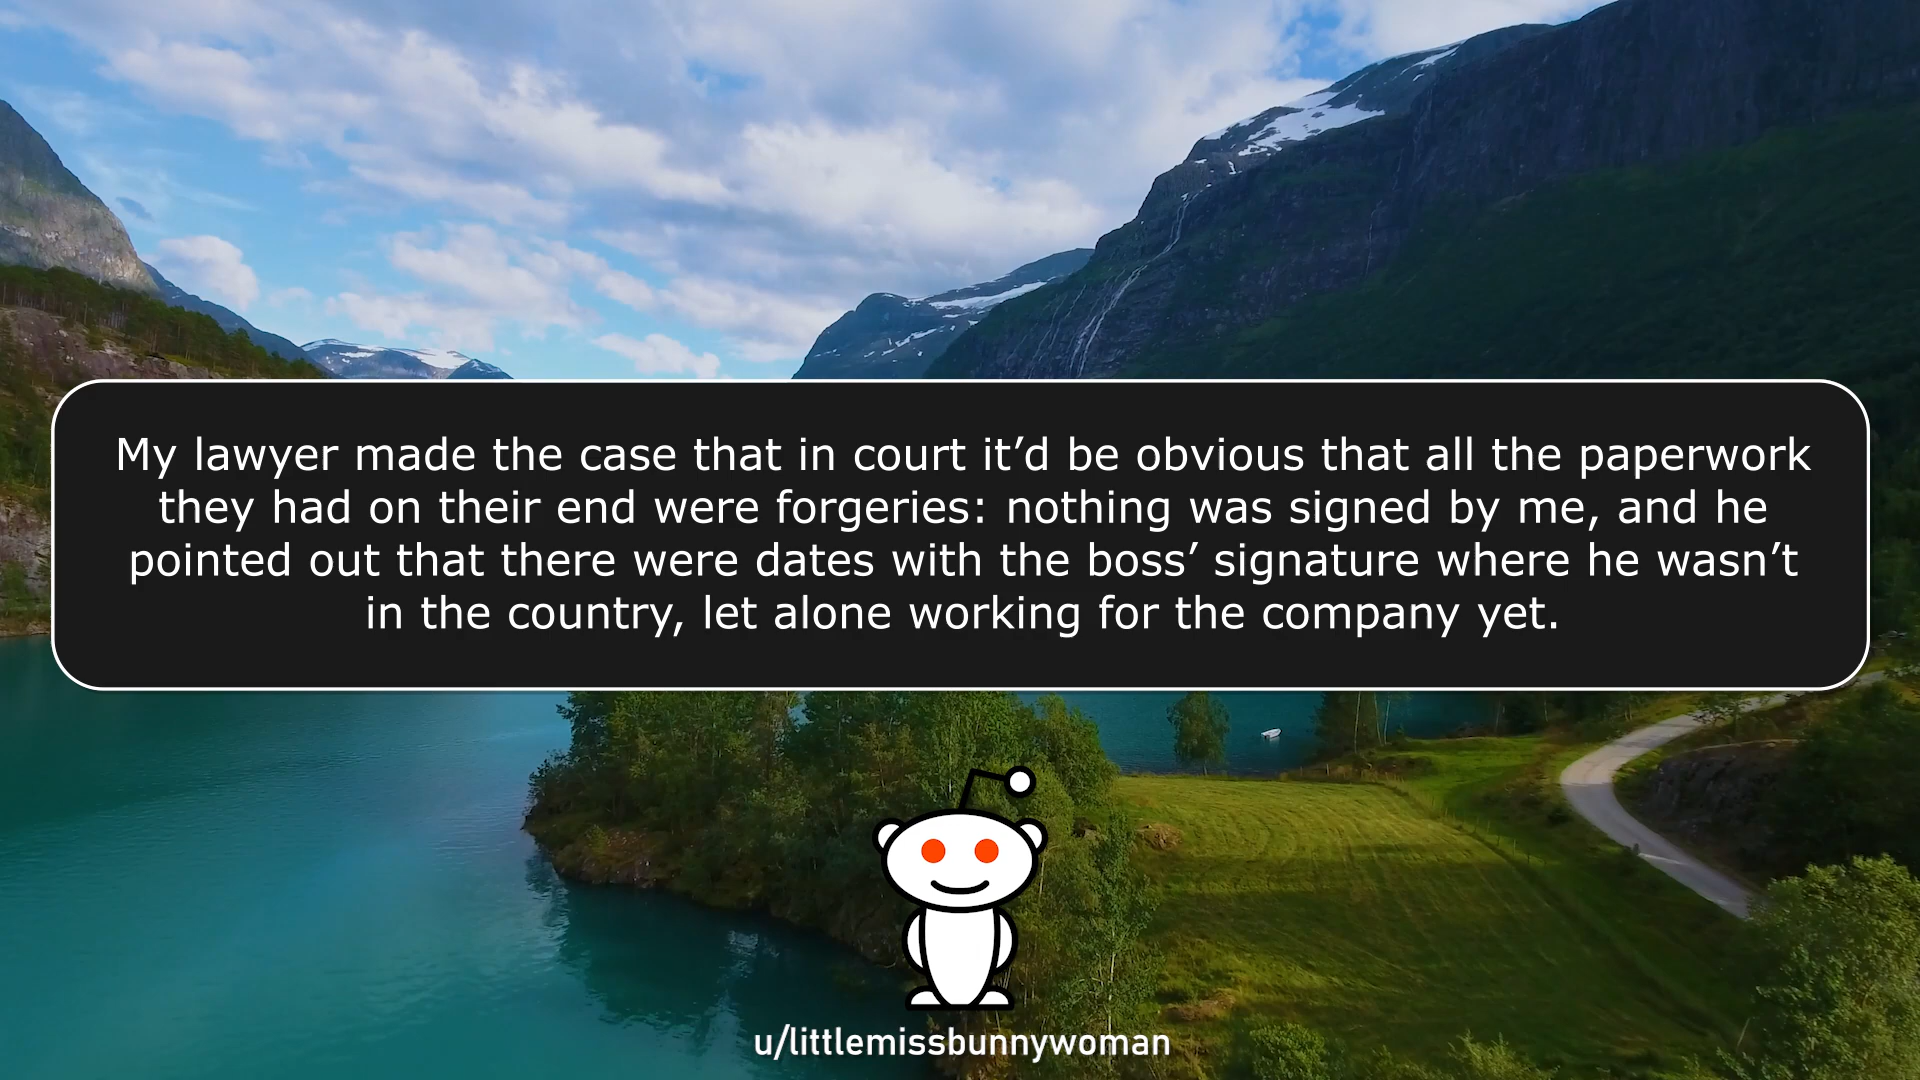 My lawyer made the case that in court it’d be obvious that all the paperwork
they had on their end were forgeries: nothing was signed by me, and he
pointed out that there were dates with the boss’ signature where he wasn’t
in the country, let alone working for the company yet.
u/littlemissbunnywoman